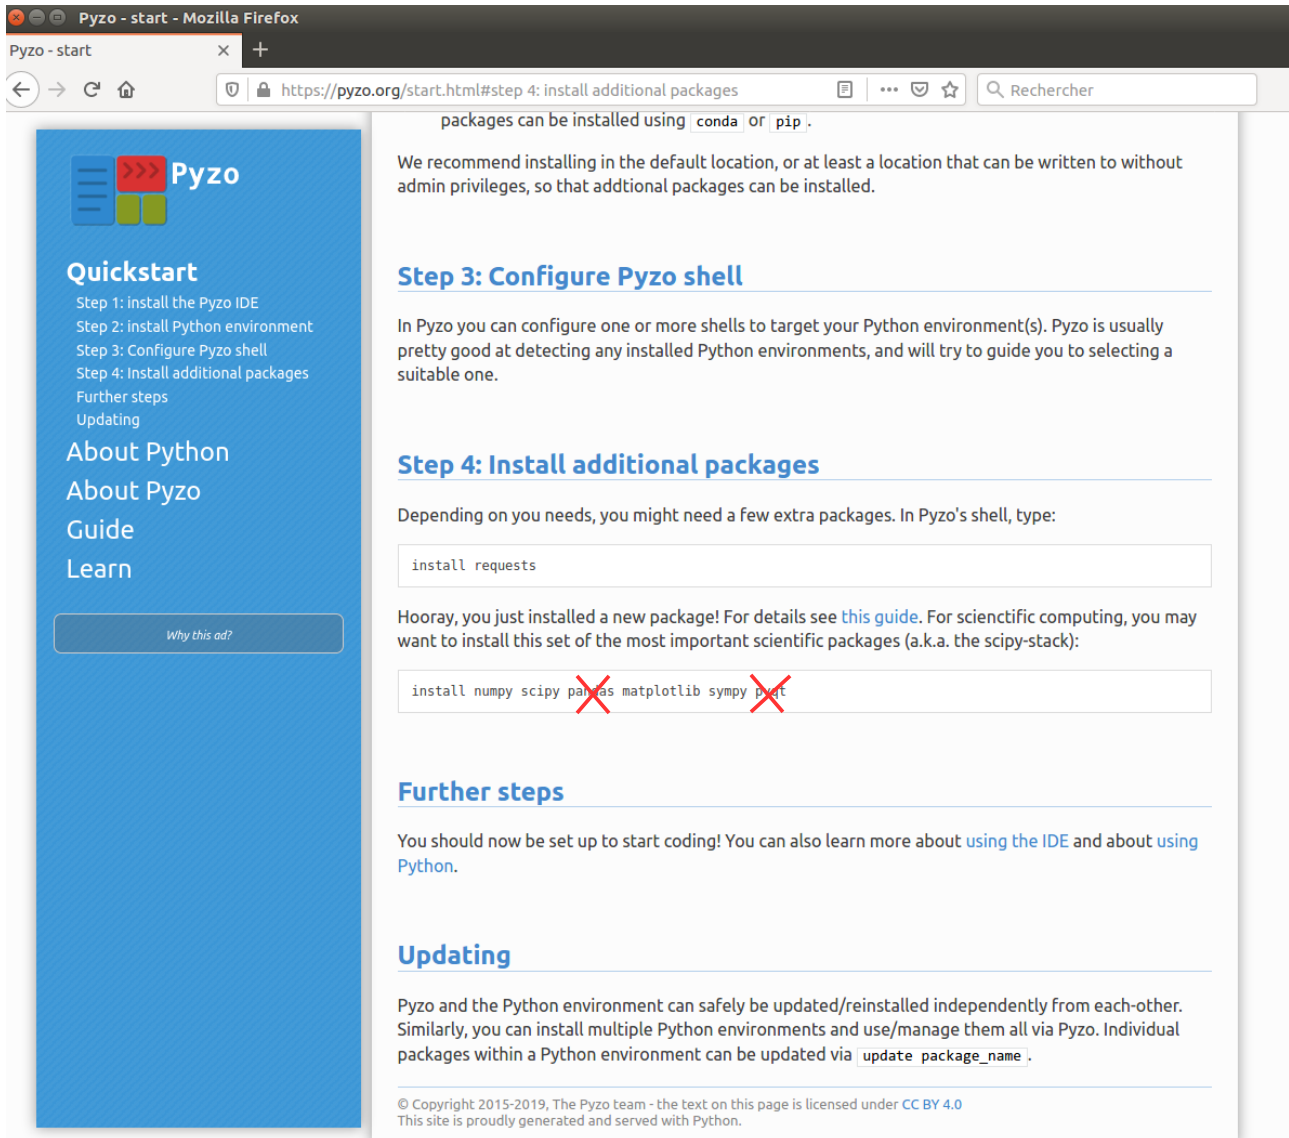 Pyzo - start - Mozilla Firefox
Pyzo - start
https://pyzo.org/start.html#step 4: install additional packages
Rechercher
Pyzo
Quickstart
Step 1: install the Pyzo IDE
Step 2: install Python environment
Step 3: Configure Pyzo shell
Step 4: Install additional packages
Further steps
Updating
About Python
About Pyzo
Guide
Learn
Why this ad?
packages can be installed using conda or pip.
We recommend installing in the default location, or at least a location that can be written to without
admin privileges, so that addtional packages can be installed.
Step 3: Configure Pyzo shell
In Pyzo you can configure one or more shells to target your Python environment(s). Pyzo is usually
pretty good at detecting any installed Python environments, and will try to guide you to selecting a
suitable one.
Step 4: Install additional packages
Depending on you needs, you might need a few extra packages. In Pyzo's shell, type:
install requests
Hooray, you just installed a new package! For details see this guide. For scienctific computing, you may
want to install this set of the most important scientific packages (a.k.a. the scipy-stack):
install numpy scipy pandas matplotlib sympy pyqt
Further steps
You should now be set up to start coding! You can also learn more about using the IDE and about using
Python.
Updating
Pyzo and the Python environment can safely be updated/reinstalled independently from each-other.
Similarly, you can install multiple Python environments and use/manage them all via Pyzo. Individual
packages within a Python environment can be updated via update package_name.
© Copyright 2015-2019, The Pyzo team - the text on this page is licensed under CC BY 4.0
This site is proudly generated and served with Python.